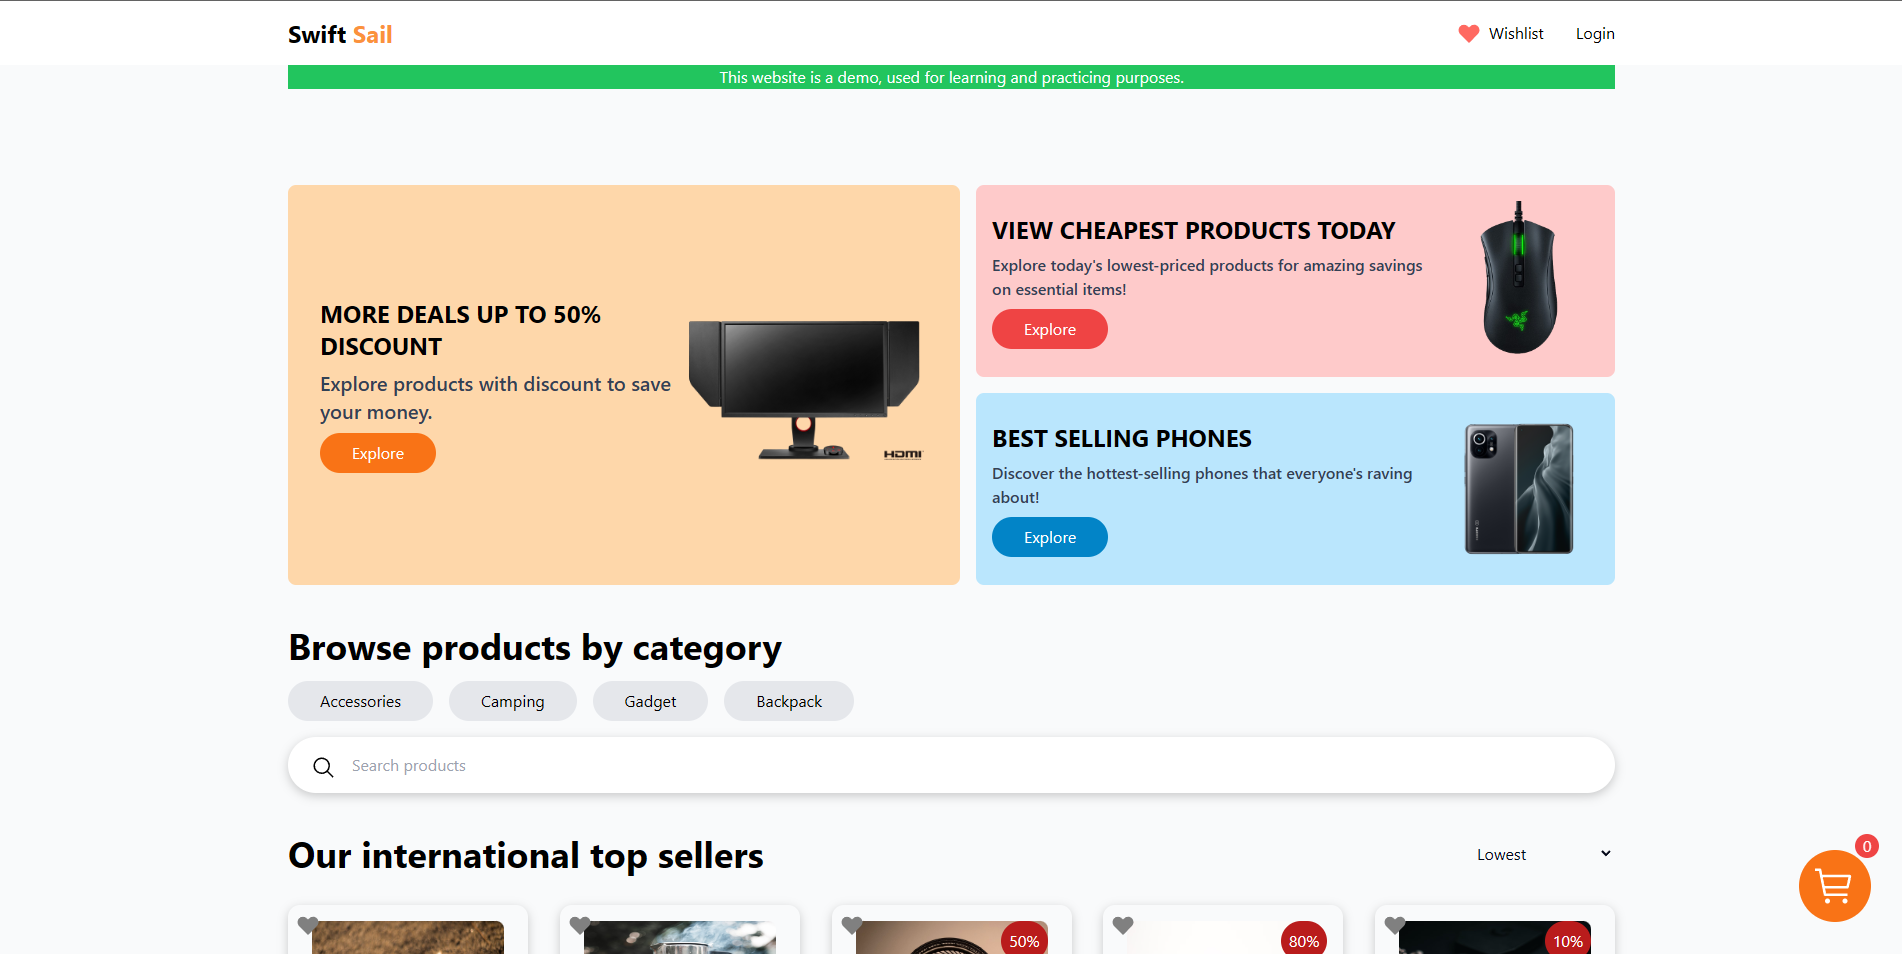 Swift Sail
Wishlist
Login
This website is a demo, used for learning and practicing purposes.
MORE DEALS UP TO 50%
DISCOUNT
Explore products with discount to save
your money.
Explore
HDMI
VIEW CHEAPEST PRODUCTS TODAY
Explore today's lowest-priced products for amazing savings
on essential items!
Explore
BEST SELLING PHONES
Discover the hottest-selling phones that everyone's raving
about!
Explore
Browse products by category
Accessories
Camping
Gadget
Backpack
Search products
Our international top sellers
Lowest
0
50%
80%
10%